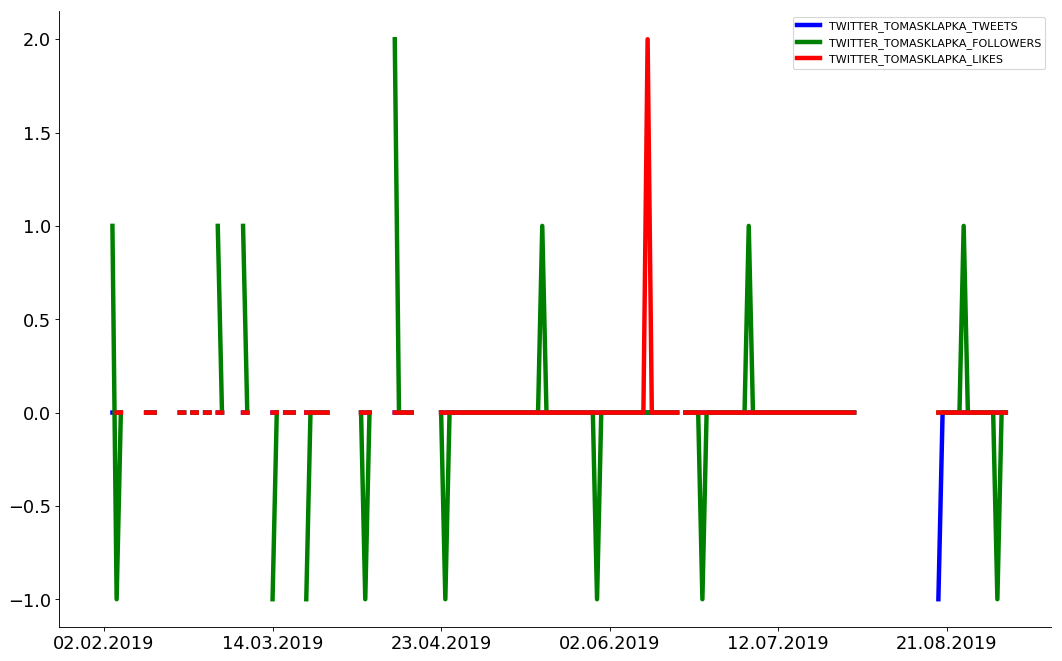 TWITTER_TOMASKLAPKA_TWEETS
TWITTER_TOMASKLAPKA_FOLLOWERS
TWITTER_TOMASKLAPKA_LIKES
2.0
1.5
1.0
0.5
0.0
−0.5
−1.0
02.02.2019 14.03.2019 23.04.2019 02.06.2019 12.07.2019 21.08.2019